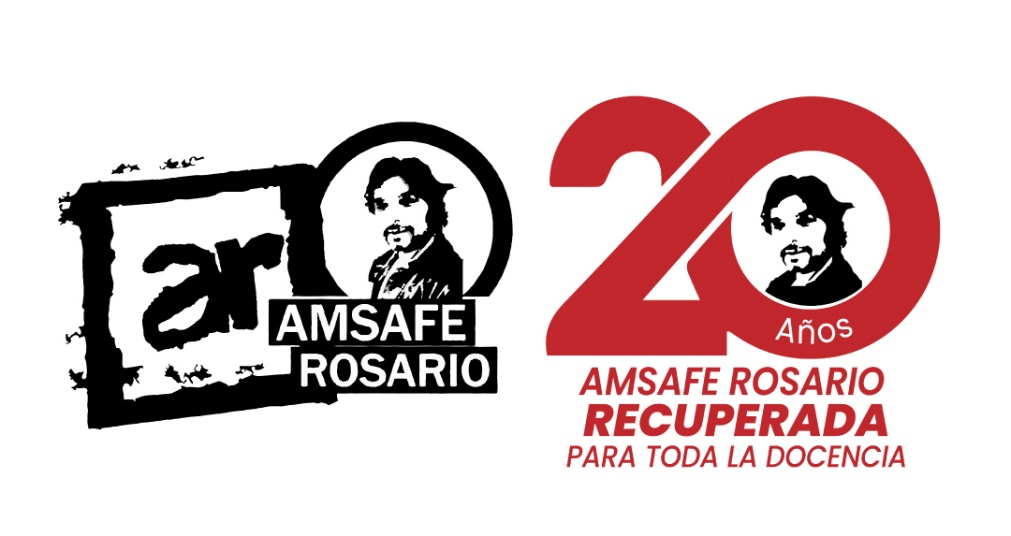 ar
AMSAFE
ROSARIO
20
Años
AMSAFE ROSARIO
RECUPERADA
PARA TODA LA DOCENCIA